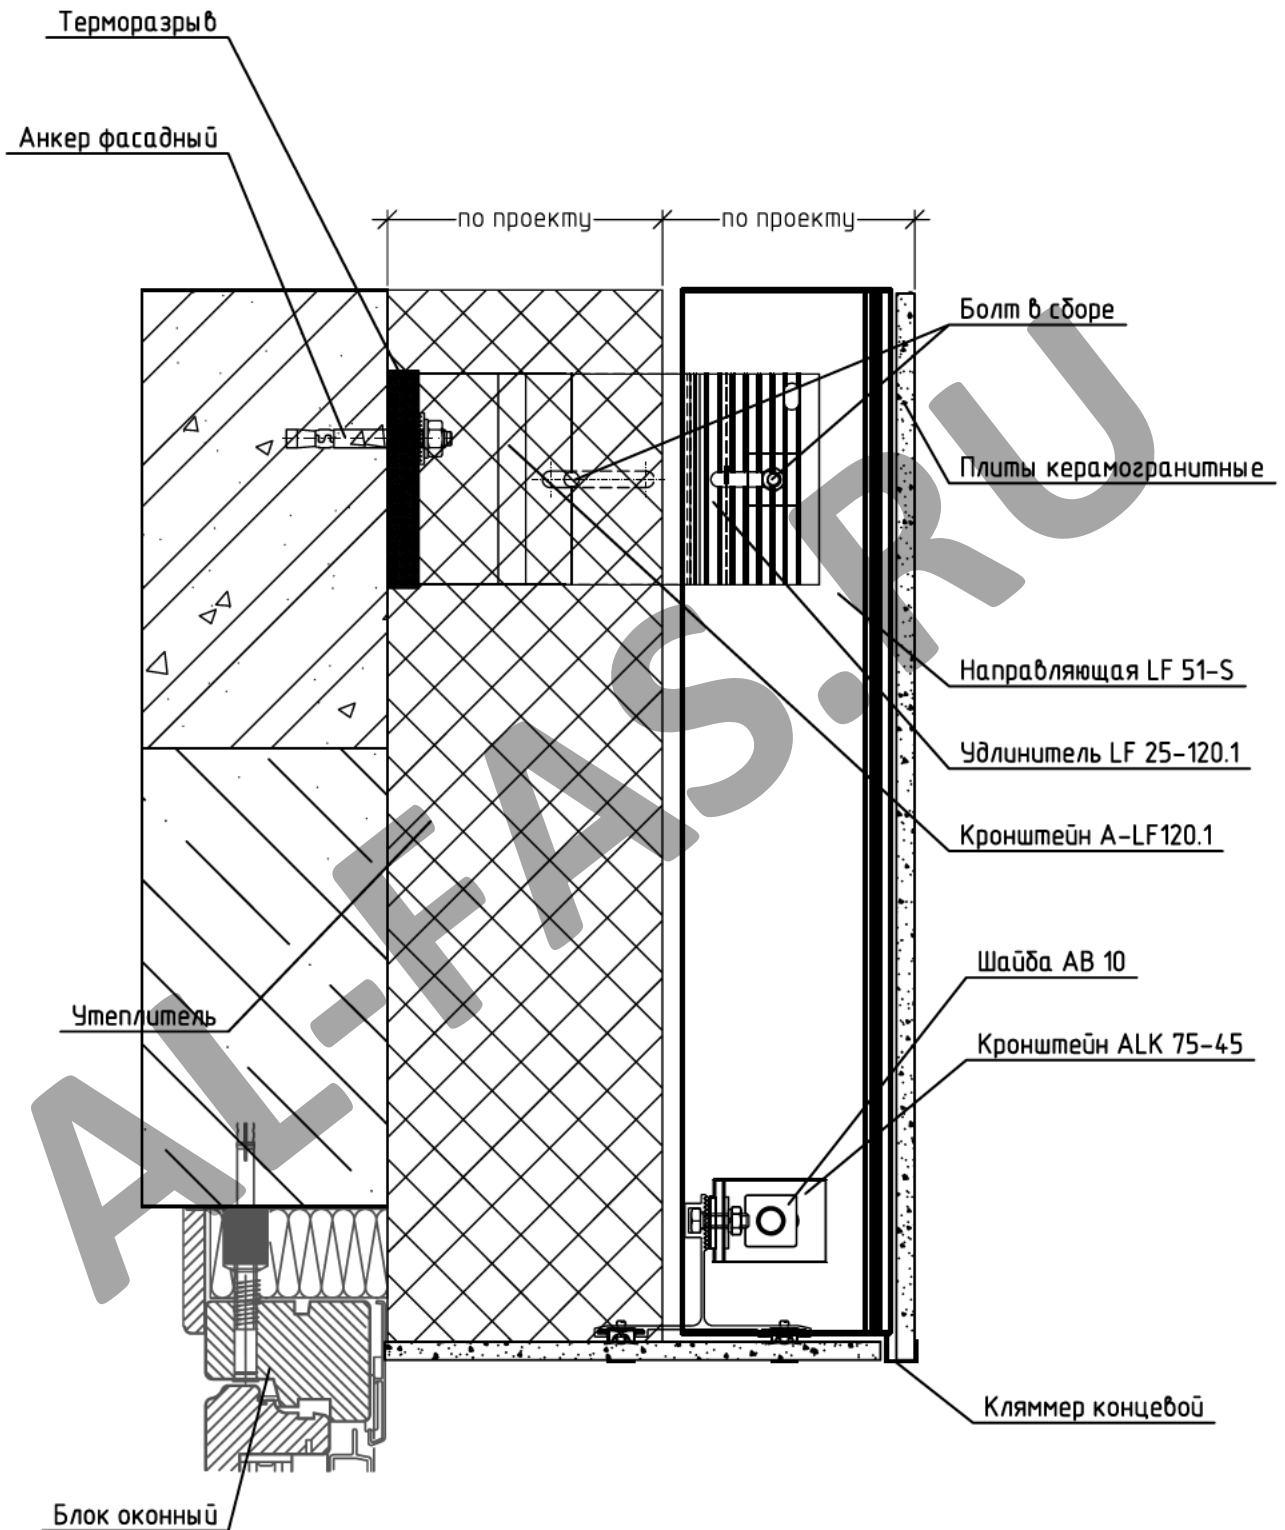 Терморазрыв
Анкер фасадный
по проекту
по проекту
Болт в сборе
Плиты керамогранитные
Направляющая LF 51-S
Удлинитель LF 25-120.1
Кронштейн A-LF120.1
Шайба АВ 10
Кронштейн ALK 75-45
Утеплитель
Кляммер концевой
Блок оконный
AL-FAS.RU